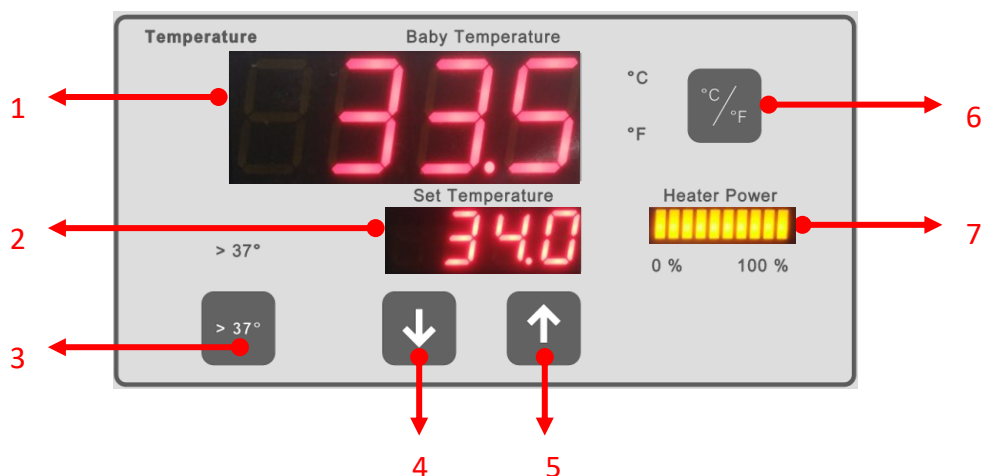 Temperature Baby Temperature
1 33.5 °C °C/°F 6
°F
Set Temperature Heater Power
2 34.0 7
> 37° 0 % 100 %
3 > 37°
4 5